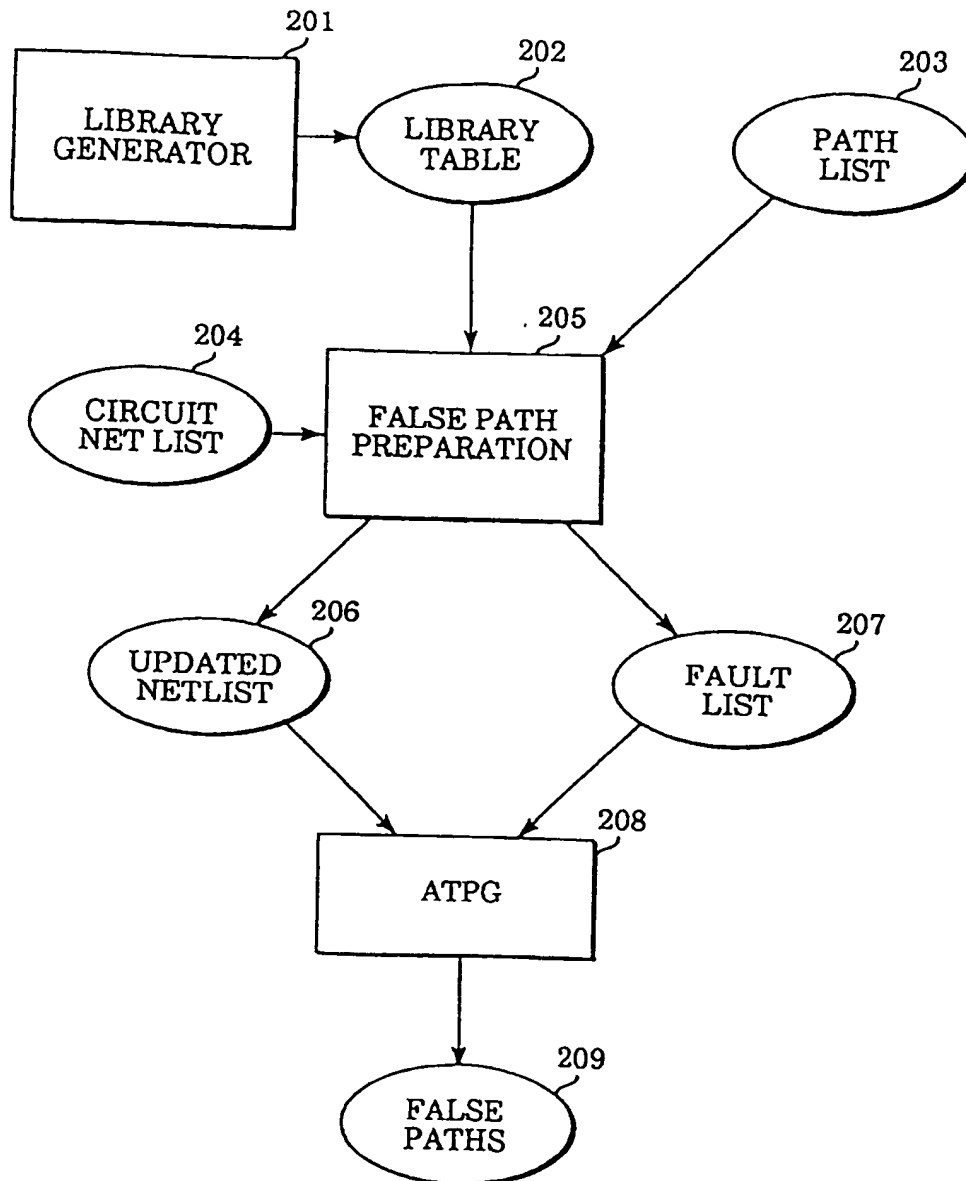 201
LIBRARY
GENERATOR
202
LIBRARY
TABLE
203
PATH
LIST
204
CIRCUIT
NET LIST
205
FALSE PATH
PREPARATION
206
UPDATED
NETLIST
207
FAULT
LIST
208
ATPG
209
FALSE
PATHS